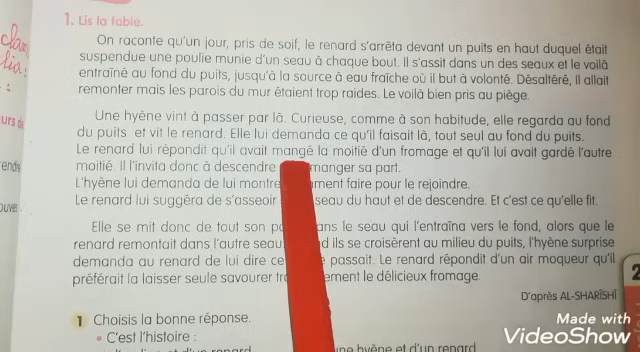 1. Lis la fable.
On raconte qu'un jour, pris de soif, le renard s'arrêta devant un puits en haut duquel était
suspendue une poulie munie d'un seau à chaque bout. Il s'assit dans un des seaux et le voilà
entraîné au fond du puits, jusqu'à la source à eau fraîche où il but à volonté. Désaltéré, Il allait
remonter mais les parois du mur étaient trop raides. Le voilà bien pris au piège.
Une hyène vint à passer par là. Curieuse, comme à son habitude, elle regarda au fond
du puits et vit le renard. Elle lui demanda ce qu'il faisait là, tout seul au fond du puits.
Le renard lui répondit qu'il avait mangé la moitié d'un fromage et qu'il lui avait gardé l'autre
moitié. Il l'invita donc à descendre manger sa part.
L'hyène lui demanda de lui montre ment faire pour le rejoindre.
Le renard lui suggéra de s'asseoir seau du haut et de descendre. Et c'est ce qu'elle fit.
Elle se mit donc de tout son ans le seau qui l'entraîna vers le fond, alors que le
renard remontait dans l'autre seau d ils se croisèrent au milieu du puits, l'hyène surprise
demanda au renard de lui dire ce passait. Le renard répondit d'un air moqueur qu'il
préférait la laisser seule savourer ement le délicieux fromage.
D'après AL-SHARĪSHĪ
1 Choisis la bonne réponse.
• C'est l'histoire :
une hyène et d'un renard
Made with
VideoShow